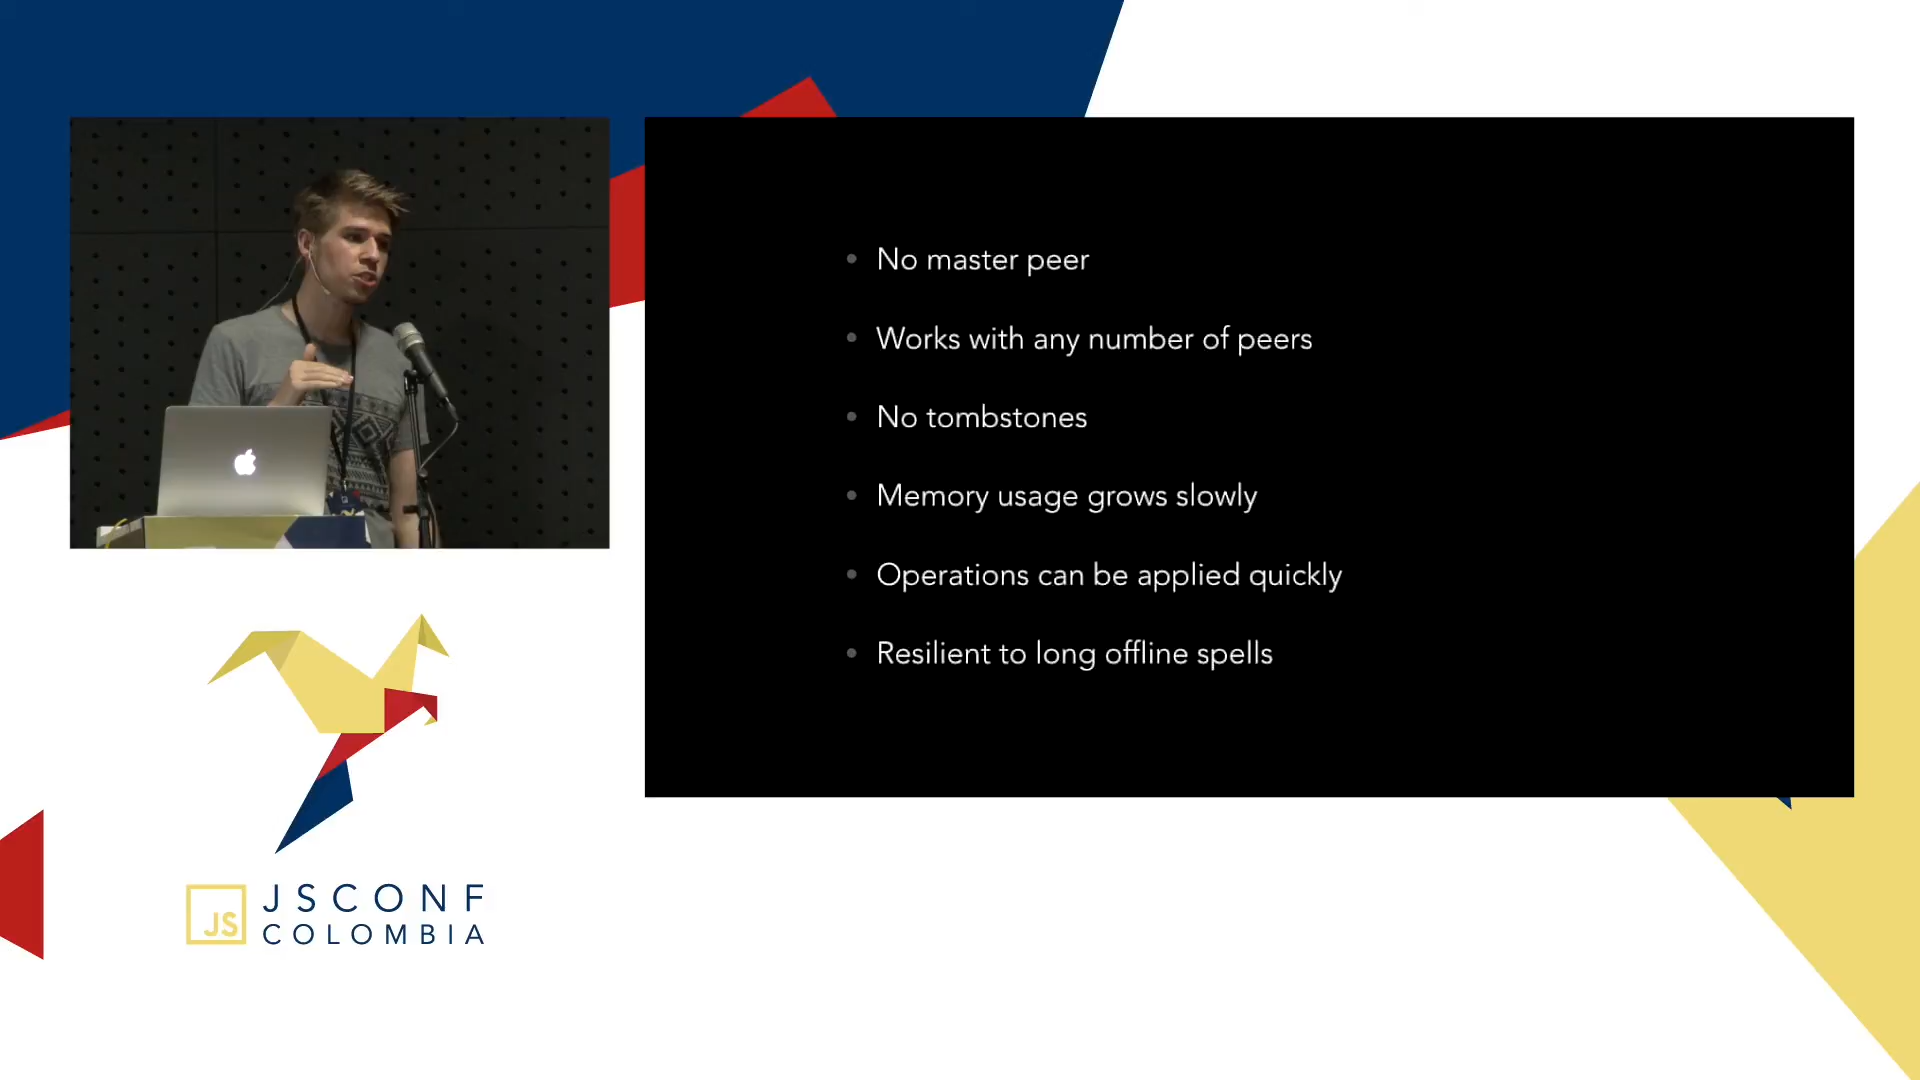 No master peer
Works with any number of peers
No tombstones
Memory usage grows slowly
Operations can be applied quickly
Resilient to long offline spells
JS
JSCONF
COLOMBIA